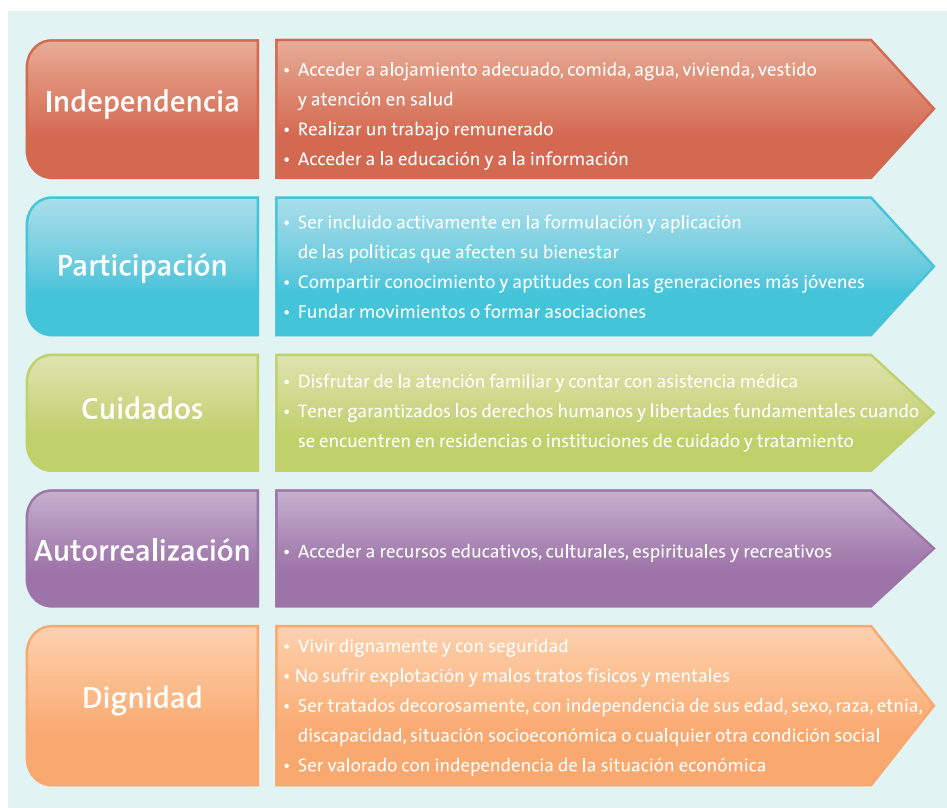 Independencia
• Acceder a alojamiento adecuado, comida, agua, vivienda, vestido
y atención en salud
• Realizar un trabajo remunerado
• Acceder a la educación y a la información
Participación
• Ser incluido activamente en la formulación y aplicación
de las políticas que afecten su bienestar
• Compartir conocimiento y aptitudes con las generaciones más jóvenes
• Fundar movimientos o formar asociaciones
Cuidados
• Disfrutar de la atención familiar y contar con asistencia médica
• Tener garantizados los derechos humanos y libertades fundamentales cuando
se encuentren en residencias o instituciones de cuidado y tratamiento
Autorrealización
• Acceder a recursos educativos, culturales, espirituales y recreativos
Dignidad
• Vivir dignamente y con seguridad
• No sufrir explotación y malos tratos físicos y mentales
• Ser tratados decorosamente, con independencia de sus edad, sexo, raza, etnia,
discapacidad, situación socioeconómica o cualquier otra condición social
• Ser valorado con independencia de la situación económica